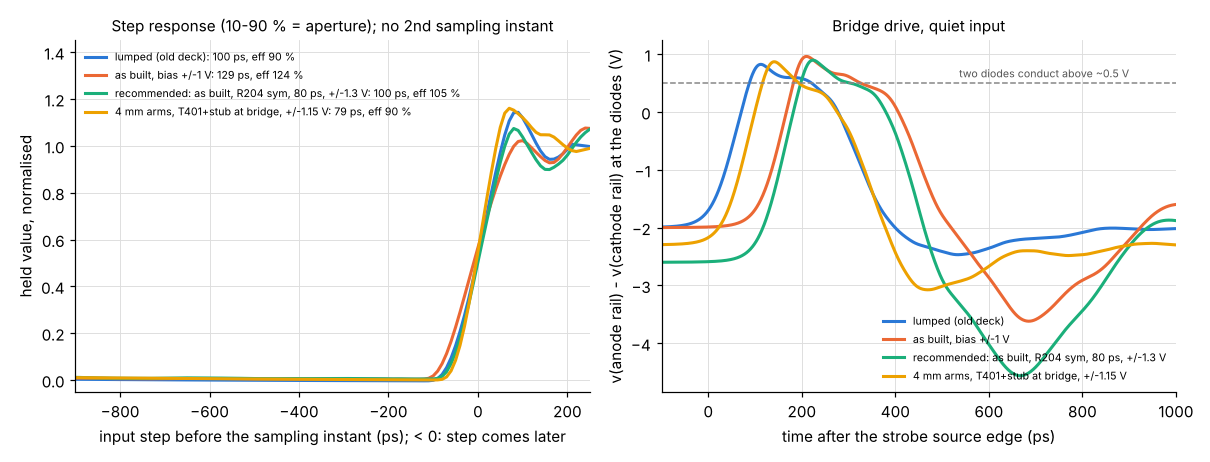 Step response (10-90 % = aperture); no 2nd sampling instant
held value, normalised
1.4
1.2
1.0
0.8
0.6
0.4
0.2
0.0
lumped (old deck): 100 ps, eff 90 %
as built, bias +/-1 V: 129 ps, eff 124 %
recommended: as built, R204 sym, 80 ps, +/-1.3 V: 100 ps, eff 105 %
4 mm arms, T401+stub at bridge, +/-1.15 V: 79 ps, eff 90 %
−800 −600 −400 −200 0 200
input step before the sampling instant (ps); < 0: step comes later
Bridge drive, quiet input
v(anode rail) - v(cathode rail) at the diodes (V)
1
0
−1
−2
−3
−4
two diodes conduct above ~0.5 V
lumped (old deck)
as built, bias +/-1 V
recommended: as built, R204 sym, 80 ps, +/-1.3 V
4 mm arms, T401+stub at bridge, +/-1.15 V
0 200 400 600 800 1000
time after the strobe source edge (ps)